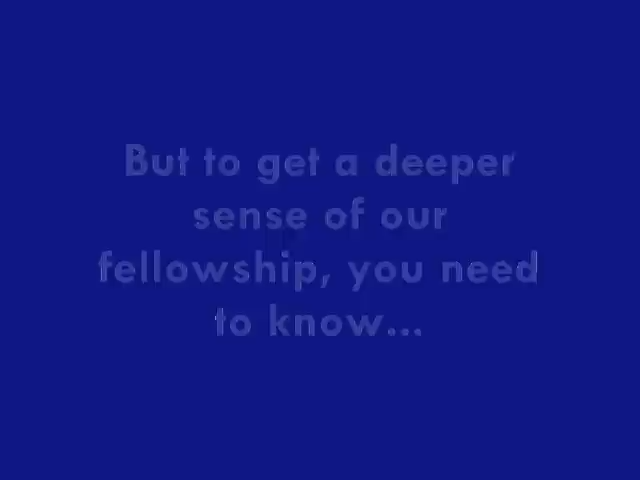 But to get a deeper
sense of our
fellowship, you need
to know...